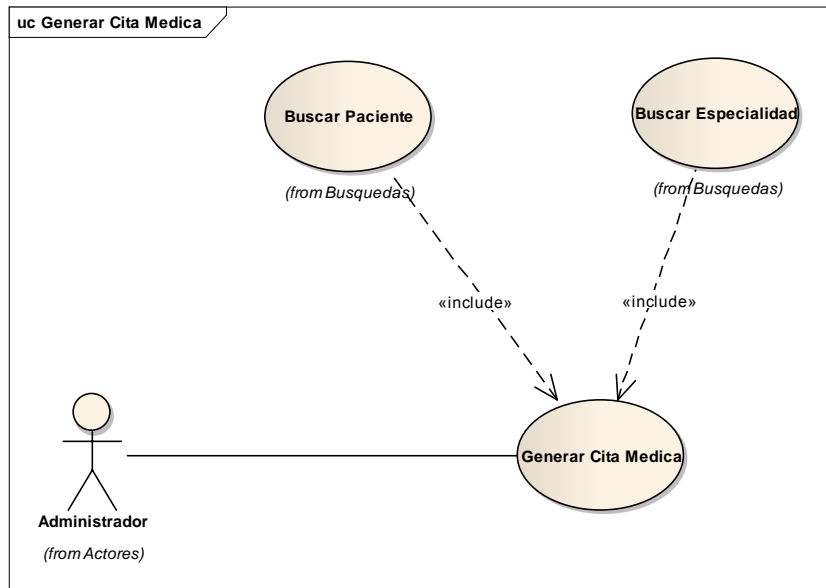 uc Generar Cita Medica
Buscar Paciente
(from Busquedas)
Buscar Especialidad
(from Busquedas)
«include»
«include»
Generar Cita Medica
Administrador
(from Actores)